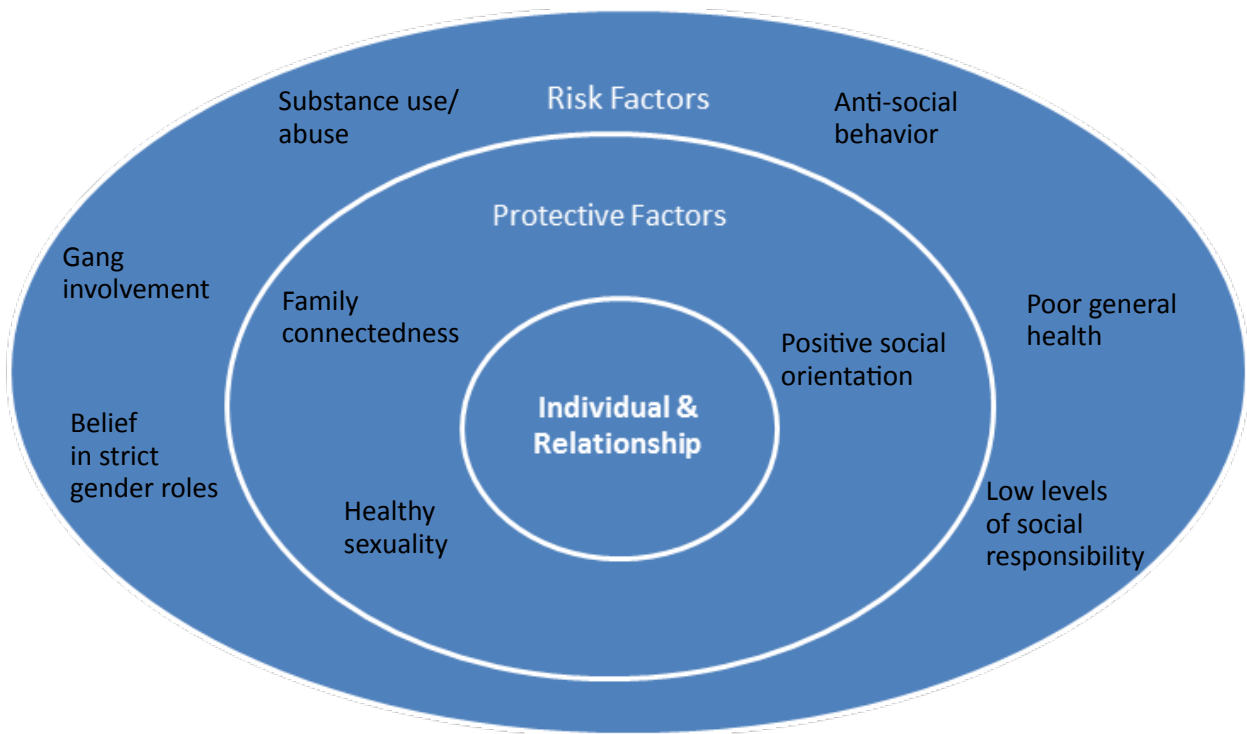 Substance use/
abuse
Risk Factors
Anti-social
behavior
Protective Factors
Gang
involvement
Family
connectedness
Poor general
health
Positive social
orientation
Individual &
Relationship
Belief
in strict
gender roles
Healthy
sexuality
Low levels
of social
responsibility